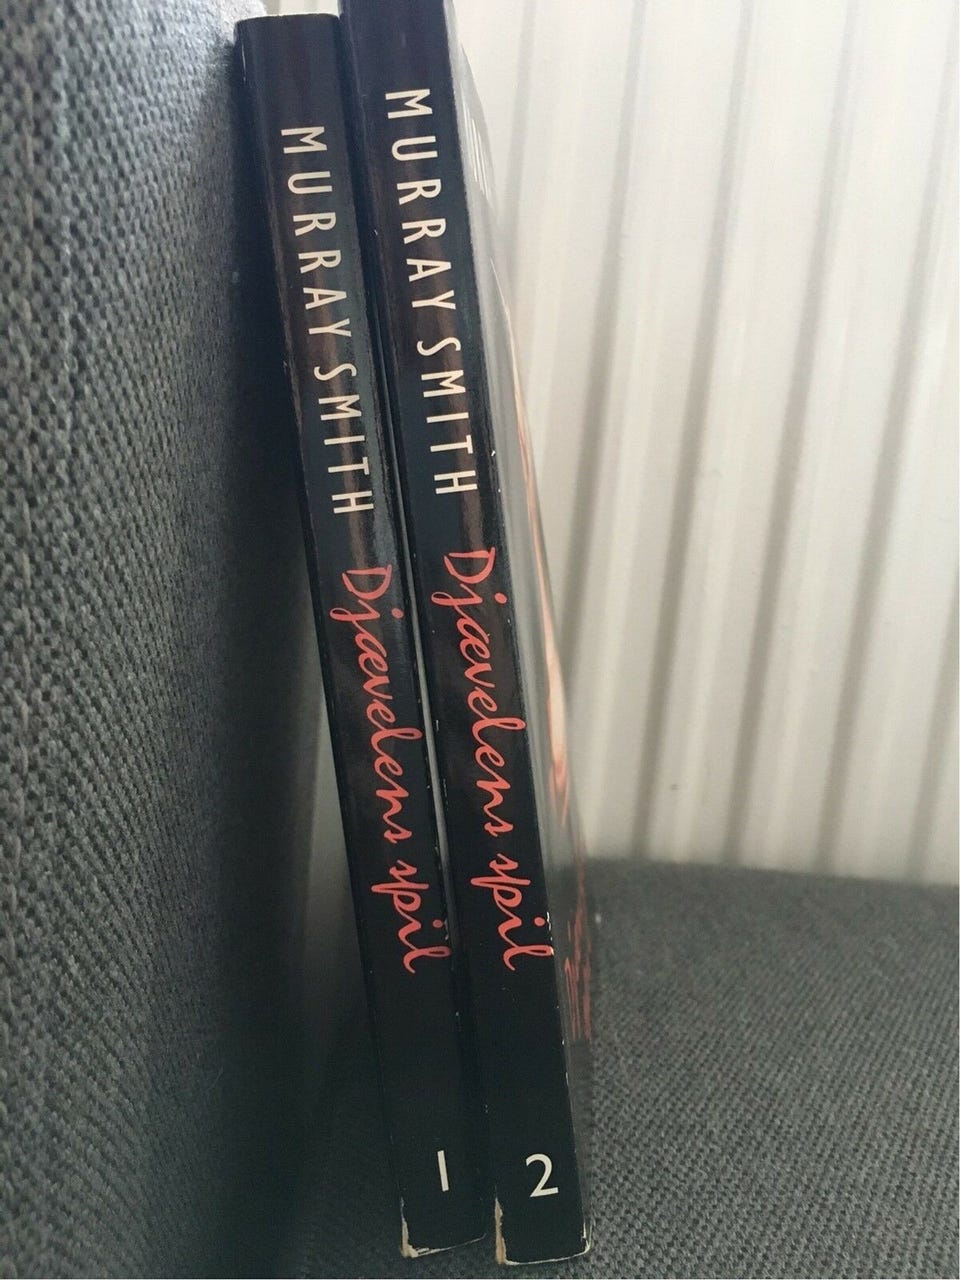 MURRAY SMITH Djævelens spil 1
MURRAY SMITH Djævelens spil 2